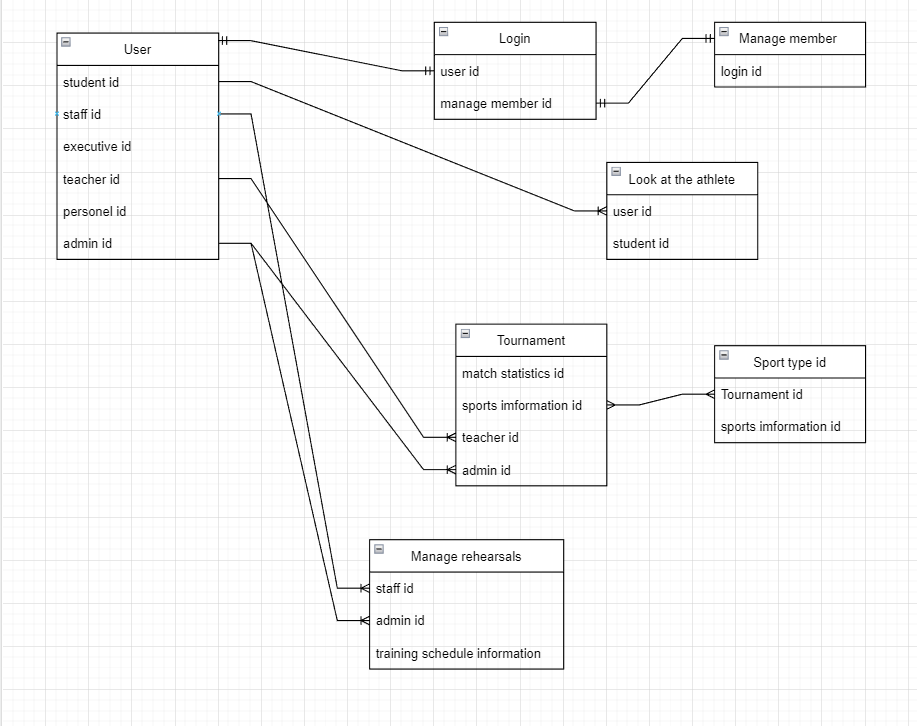 User
student id
staff id
executive id
teacher id
personel id
admin id
Login
user id
manage member id
Manage member
login id
Look at the athlete
user id
student id
Tournament
match statistics id
sports imformation id
teacher id
admin id
Sport type id
Tournament id
sports imformation id
Manage rehearsals
staff id
admin id
training schedule information